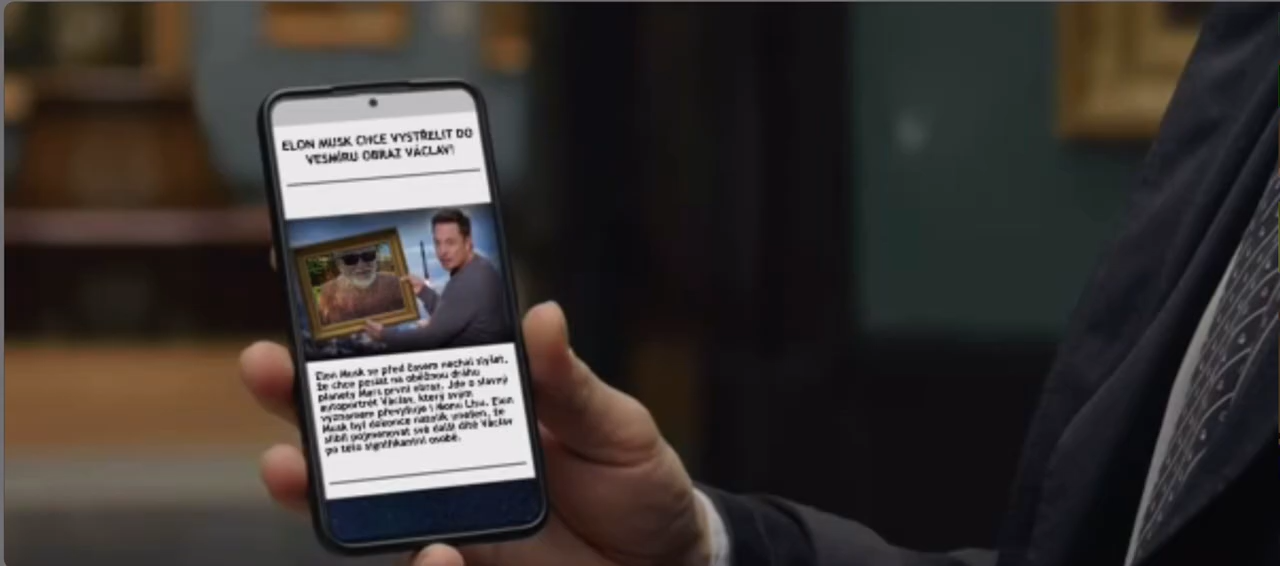 ELON MUSK CHCE VYSTŘELIT DO
VESMÍRU OBRAZ VÁCLAV!
Elon Musk se před časem nechal slyšet,
že chce poslat na oběžnou dráhu
planety Mars první obraz. Jde o slavný
autoportrét Václav, který svým
významem převyšuje i Monu Lisu. Elon
Musk byl dokonce natolik unešen, že
slíbil pojmenovat své další dítě Václav
po této signifikantní osobě.